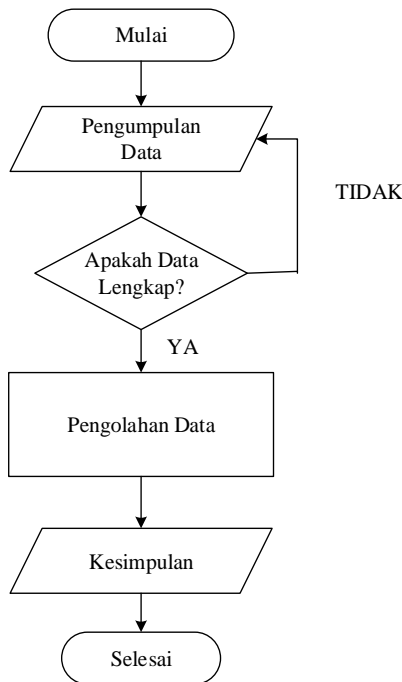 Mulai
Pengumpulan
Data
TIDAK
Apakah Data
Lengkap?
YA
Pengolahan Data
Kesimpulan
Selesai